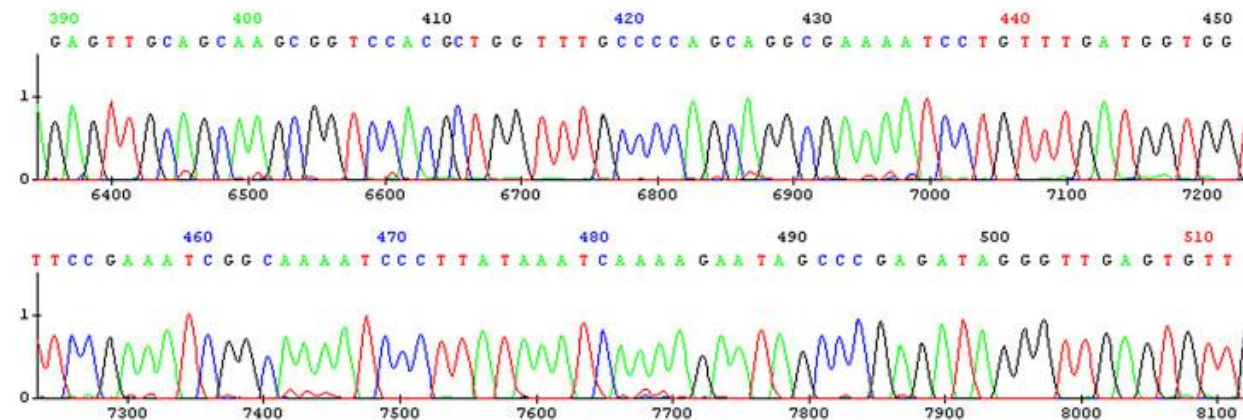 390 400 410 420 430 440 450
G A G T T G C A G C A A G C G G T C C A C G C T G G T T T G C C C C A G C A G G C G A A A A T C C T G T T T G A T G G T G G
1
0
6400 6500 6600 6700 6800 6900 7000 7100 7200
460 470 480 490 500 510
T T C C G A A A T C G G C A A A A T C C C T T A T A A A T C A A A A G A A T A G C C C G A G A T A G G G T T G A G T G T T
1
0
7300 7400 7500 7600 7700 7800 7900 8000 8100